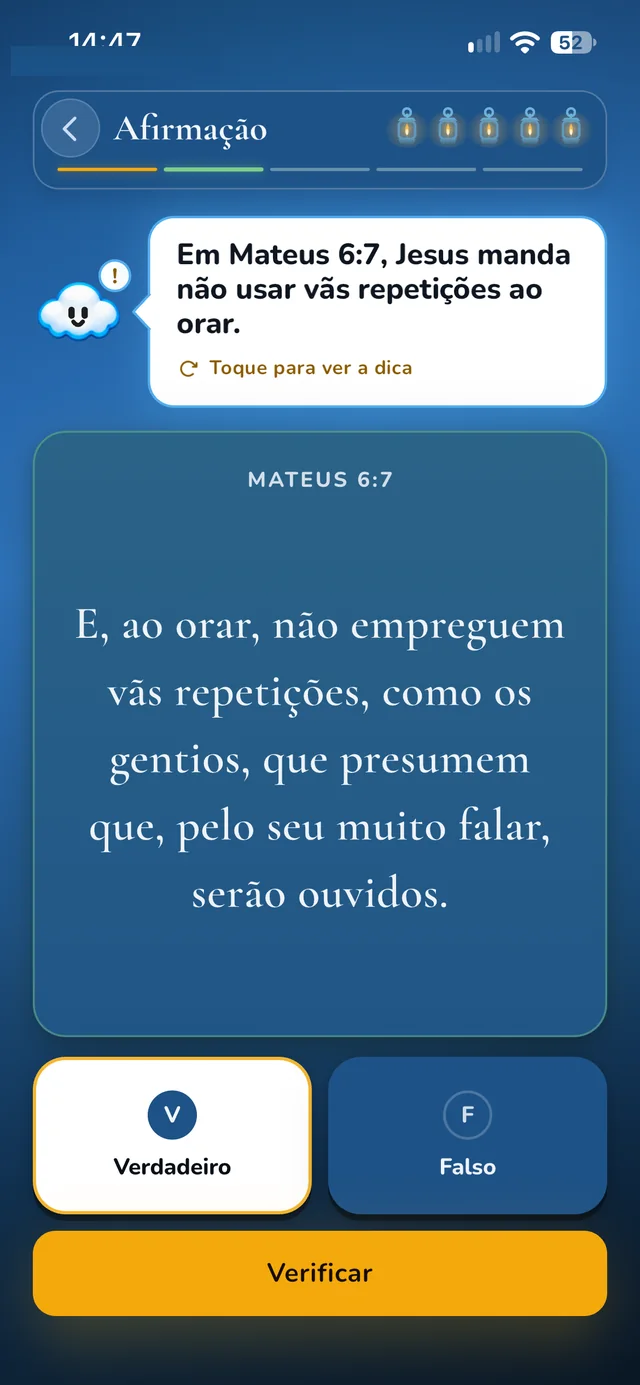 14:47
52
Afirmação
!
Em Mateus 6:7, Jesus manda
não usar vãs repetições ao
orar.
Toque para ver a dica
MATEUS 6:7
E, ao orar, não empreguem
vãs repetições, como os
gentios, que presumem
que, pelo seu muito falar,
serão ouvidos.
V
Verdadeiro
F
Falso
Verificar